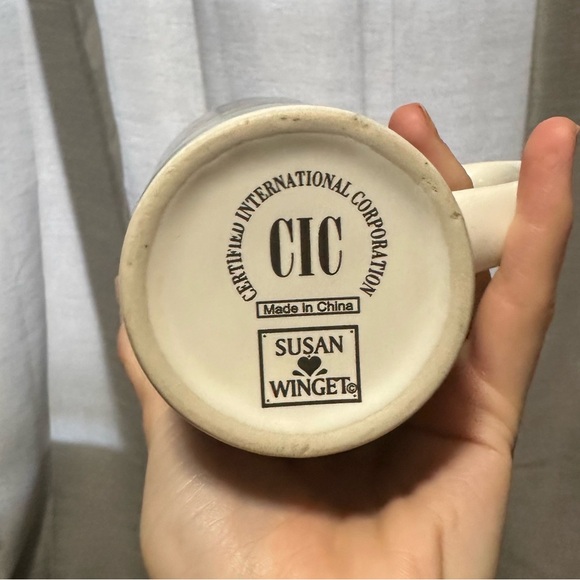 CERTIFIED INTERNATIONAL CORPORATION
CIC
Made in China
SUSAN
WINGET©